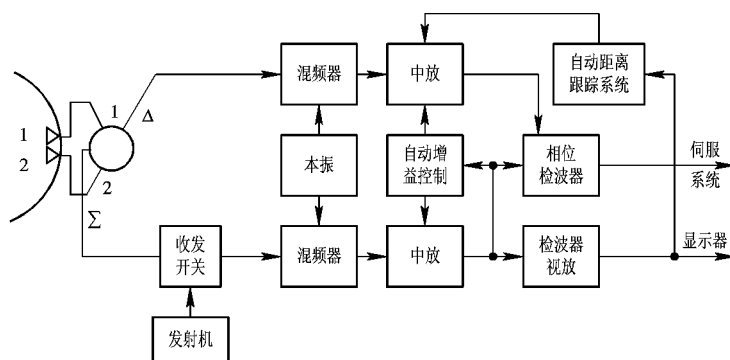 混频器
中放
自动距离
跟踪系统
1
Δ
1
2
本振
自动增
益控制
相位
检波器
伺服
系统
2
Σ
收发
开关
混频器
中放
检波器
视放
显示器
发射机